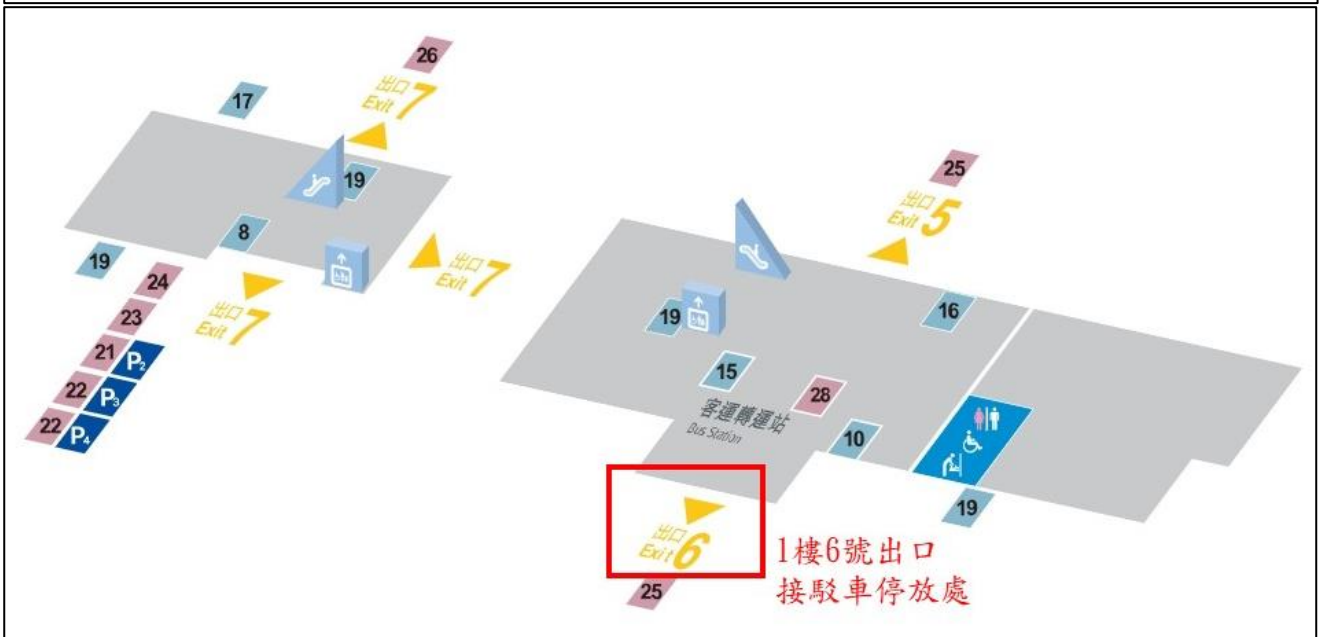 26
出口
Exit 7
17
25
19
出口
Exit 5
8
19
出口
Exit 7
24
23
出口
Exit 7
21 P2
22 P3
22 P4
19
16
15
28
客運轉運站
Bus Station
10
19
出口
Exit 6
25
1樓6號出口
接駁車停放處